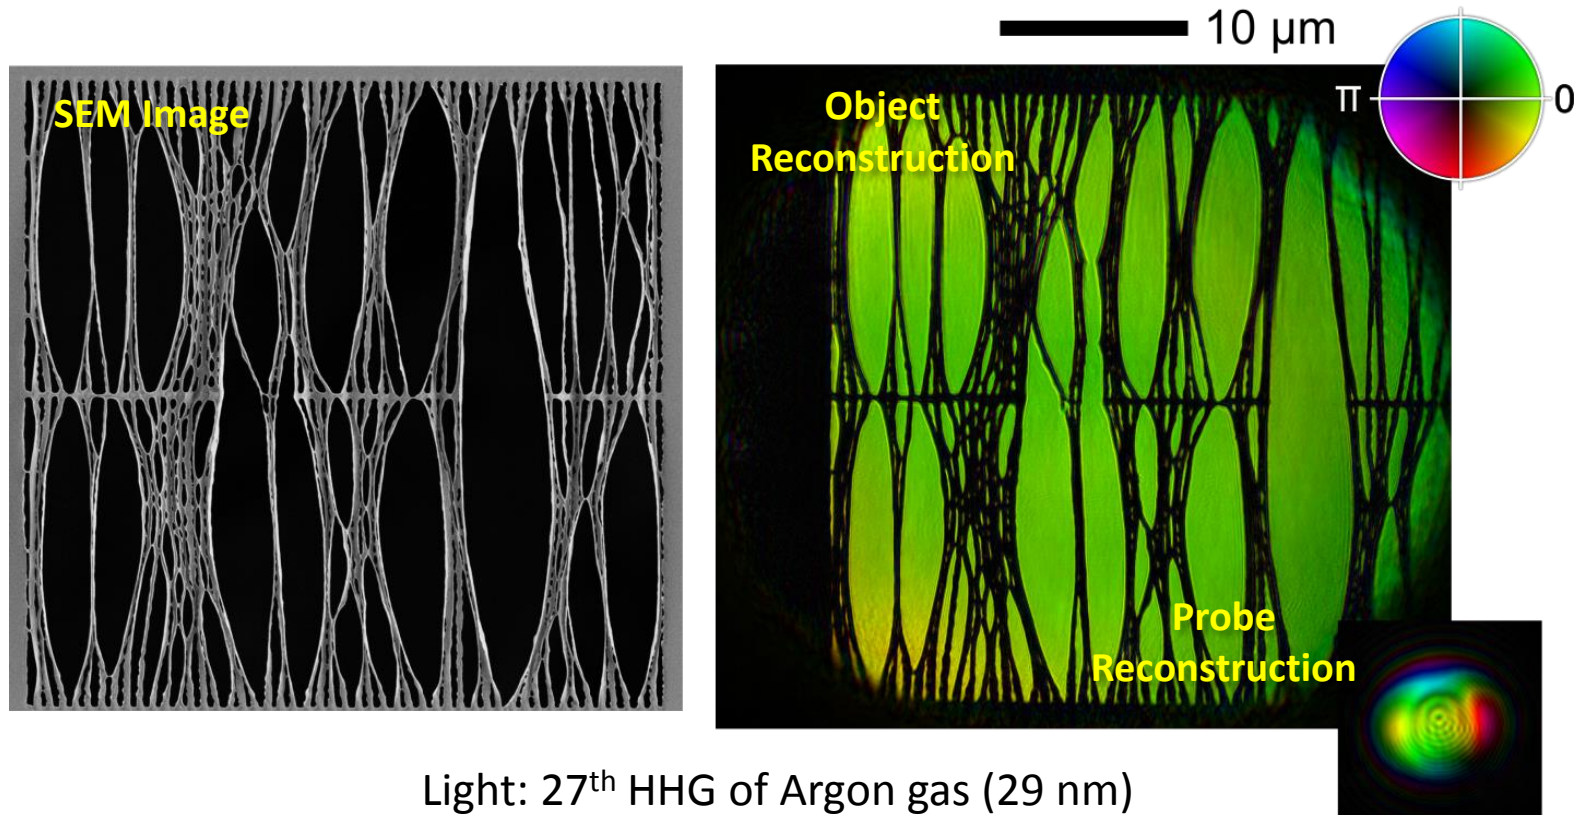 10 μm
π
0
SEM Image
Object
Reconstruction
Probe
Reconstruction
Light: 27th HHG of Argon gas (29 nm)